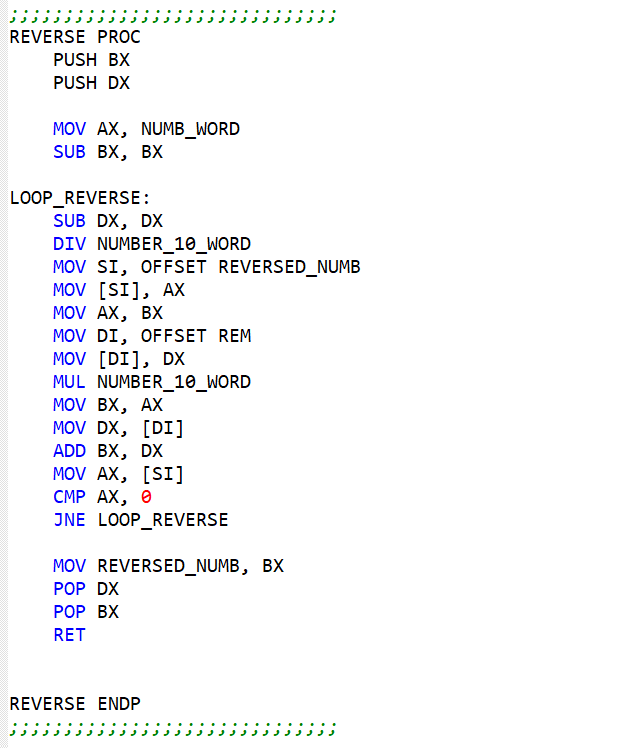 ;;;;;;;;;;;;;;;;;;;;;;;;;;;;;;
REVERSE PROC
    PUSH BX
    PUSH DX

    MOV AX, NUMB_WORD
    SUB BX, BX

LOOP_REVERSE:
    SUB DX, DX
    DIV NUMBER_10_WORD
    MOV SI, OFFSET REVERSED_NUMB
    MOV [SI], AX
    MOV AX, BX
    MOV DI, OFFSET REM
    MOV [DI], DX
    MUL NUMBER_10_WORD
    MOV BX, AX
    MOV DX, [DI]
    ADD BX, DX
    MOV AX, [SI]
    CMP AX, 0
    JNE LOOP_REVERSE

    MOV REVERSED_NUMB, BX
    POP DX
    POP BX
    RET


REVERSE ENDP
;;;;;;;;;;;;;;;;;;;;;;;;;;;;;;